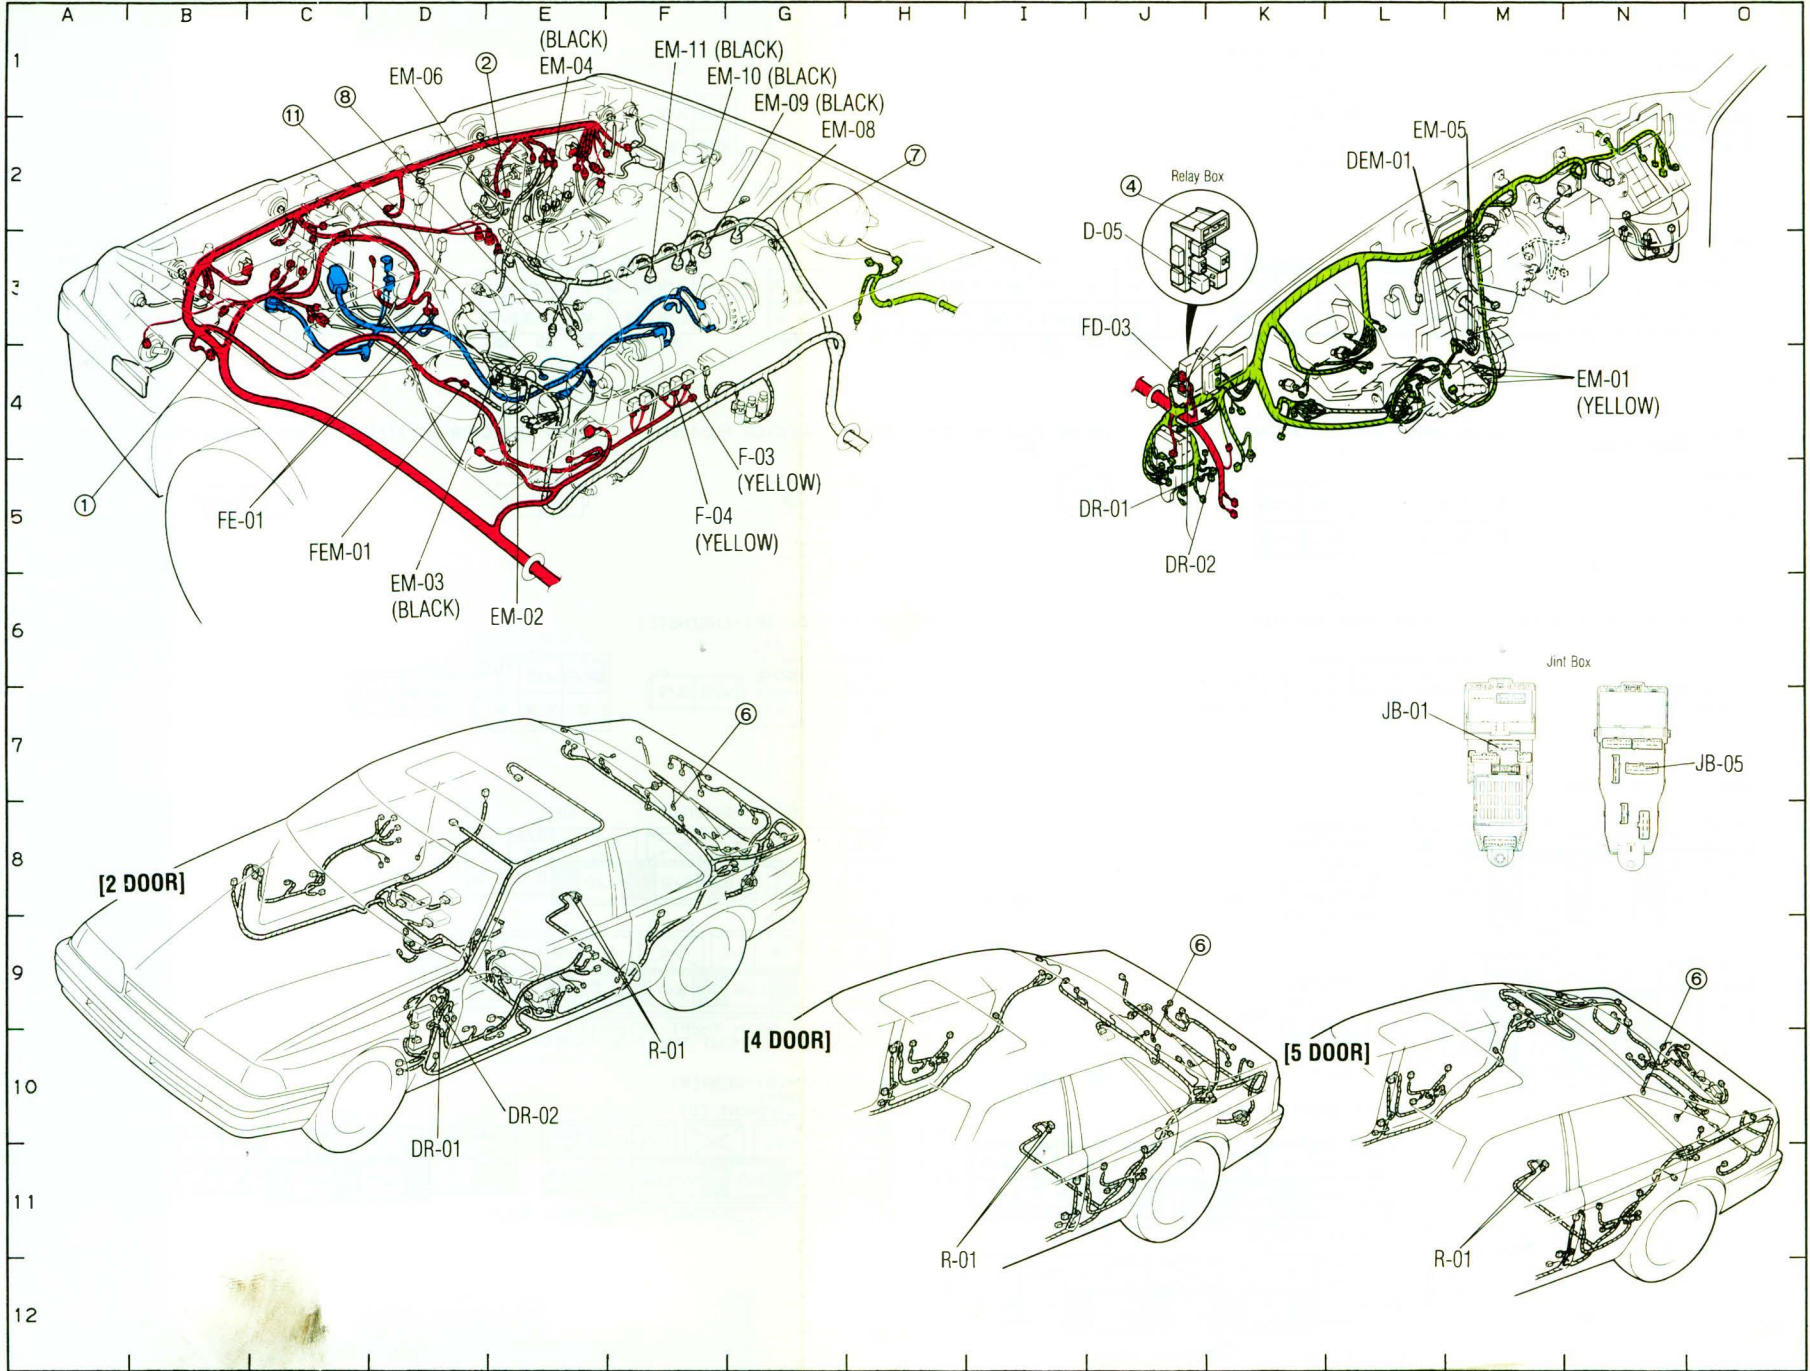 A B C D E F G H I J K L M N O
1
2
3
4
5
6
7
8
9
10
11
12
(BLACK)
EM-04
EM-11 (BLACK)
EM-10 (BLACK)
EM-09 (BLACK)
EM-08
EM-06
②
⑧
⑪
⑦
①
FE-01
FEM-01
EM-03
(BLACK)
EM-02
F-03
(YELLOW)
F-04
(YELLOW)
④
Relay Box
D-05
FD-03
EM-05
DEM-01
EM-01
(YELLOW)
DR-01
DR-02
Jint Box
JB-01
JB-05
⑥
[2 DOOR]
R-01
DR-02
DR-01
⑥
[4 DOOR]
R-01
⑥
[5 DOOR]
R-01